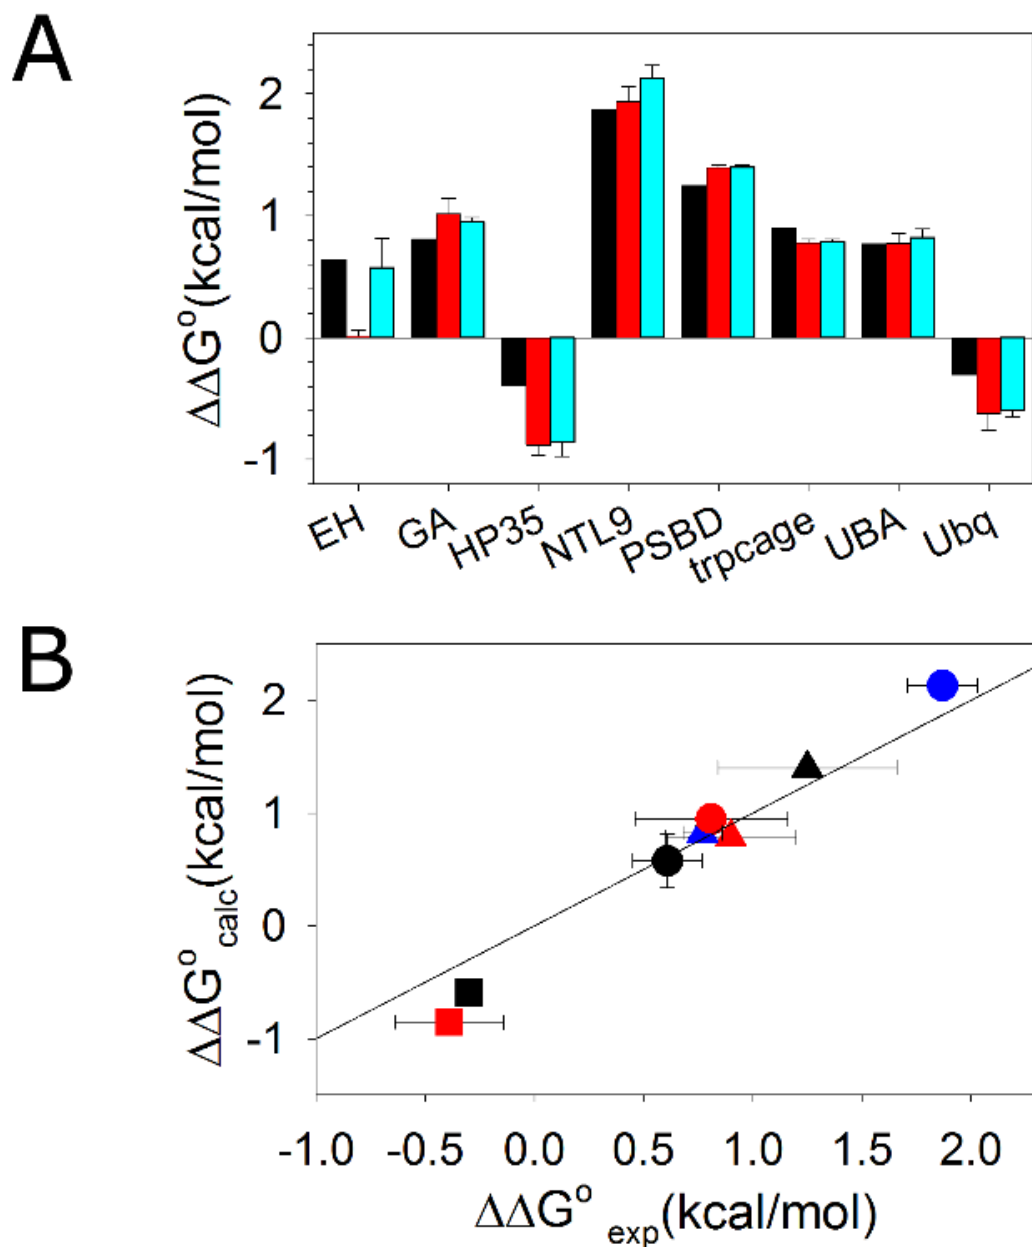 A
ΔΔG°(kcal/mol)
2
1
0
-1
EH GA HP35 NTL9 PSBD trpcage UBA Ubq
B
ΔΔG°calc(kcal/mol)
2
1
0
-1
-1.0 -0.5 0.0 0.5 1.0 1.5 2.0
ΔΔG°exp(kcal/mol)